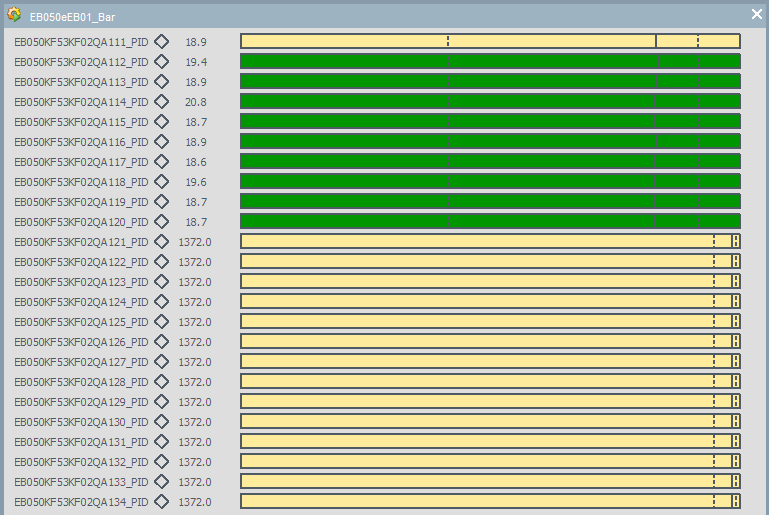 EB050eEB01_Bar
EB050KF53KF02QA111_PID 18.9
EB050KF53KF02QA112_PID 19.4
EB050KF53KF02QA113_PID 18.9
EB050KF53KF02QA114_PID 20.8
EB050KF53KF02QA115_PID 18.7
EB050KF53KF02QA116_PID 18.9
EB050KF53KF02QA117_PID 18.6
EB050KF53KF02QA118_PID 19.6
EB050KF53KF02QA119_PID 18.7
EB050KF53KF02QA120_PID 18.7
EB050KF53KF02QA121_PID 1372.0
EB050KF53KF02QA122_PID 1372.0
EB050KF53KF02QA123_PID 1372.0
EB050KF53KF02QA124_PID 1372.0
EB050KF53KF02QA125_PID 1372.0
EB050KF53KF02QA126_PID 1372.0
EB050KF53KF02QA127_PID 1372.0
EB050KF53KF02QA128_PID 1372.0
EB050KF53KF02QA129_PID 1372.0
EB050KF53KF02QA130_PID 1372.0
EB050KF53KF02QA131_PID 1372.0
EB050KF53KF02QA132_PID 1372.0
EB050KF53KF02QA133_PID 1372.0
EB050KF53KF02QA134_PID 1372.0